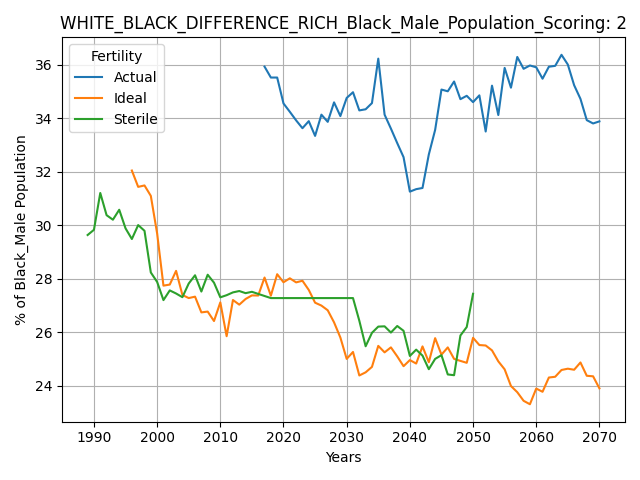 WHITE_BLACK_DIFFERENCE_RICH_Black_Male_Population_Scoring: 2
Fertility
Actual
Ideal
Sterile
% of Black_Male Population
36
34
32
30
28
26
24
1990 2000 2010 2020 2030 2040 2050 2060 2070
Years